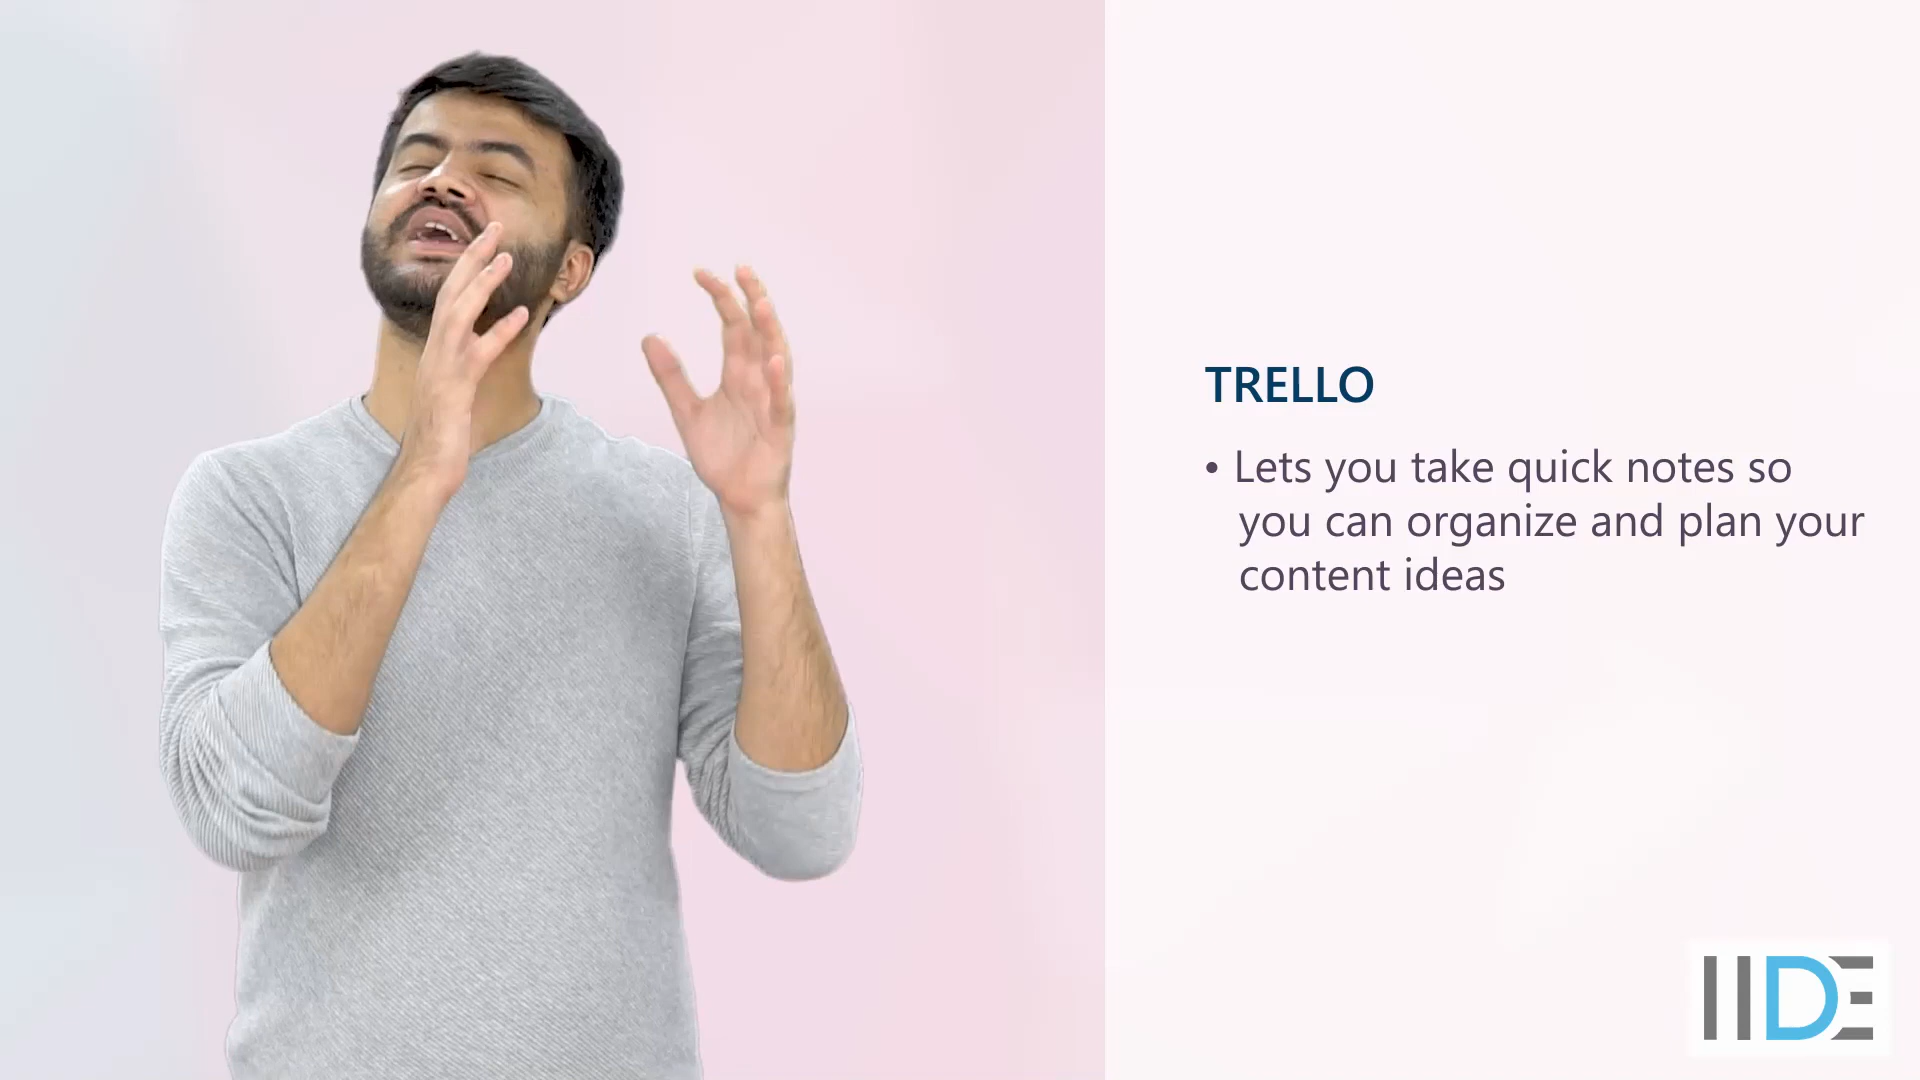 TRELLO
• Lets you take quick notes so
you can organize and plan your
content ideas
IIDE